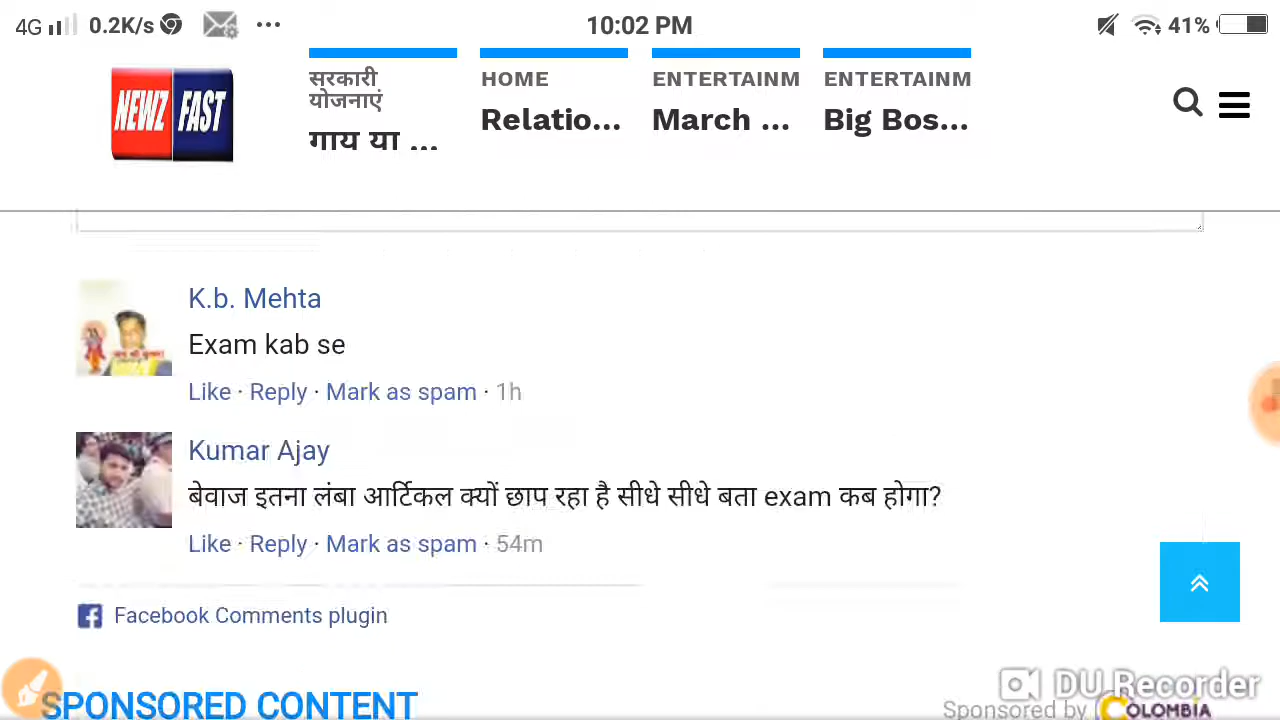 4G 0.2K/s 10:02 PM 41%
NEWZ FAST
सरकारी
योजनाएं
गाय या ...
HOME
Relatio...
ENTERTAINM
March ...
ENTERTAINM
Big Bos...
K.b. Mehta
Exam kab se
Like · Reply · Mark as spam · 1h
Kumar Ajay
बेवाज इतना लंबा आर्टिकल क्यों छाप रहा है सीधे सीधे बता exam कब होगा?
Like · Reply · Mark as spam · 54m
Facebook Comments plugin
SPONSORED CONTENT
DU Recorder
Sponsored by COLOMBIA